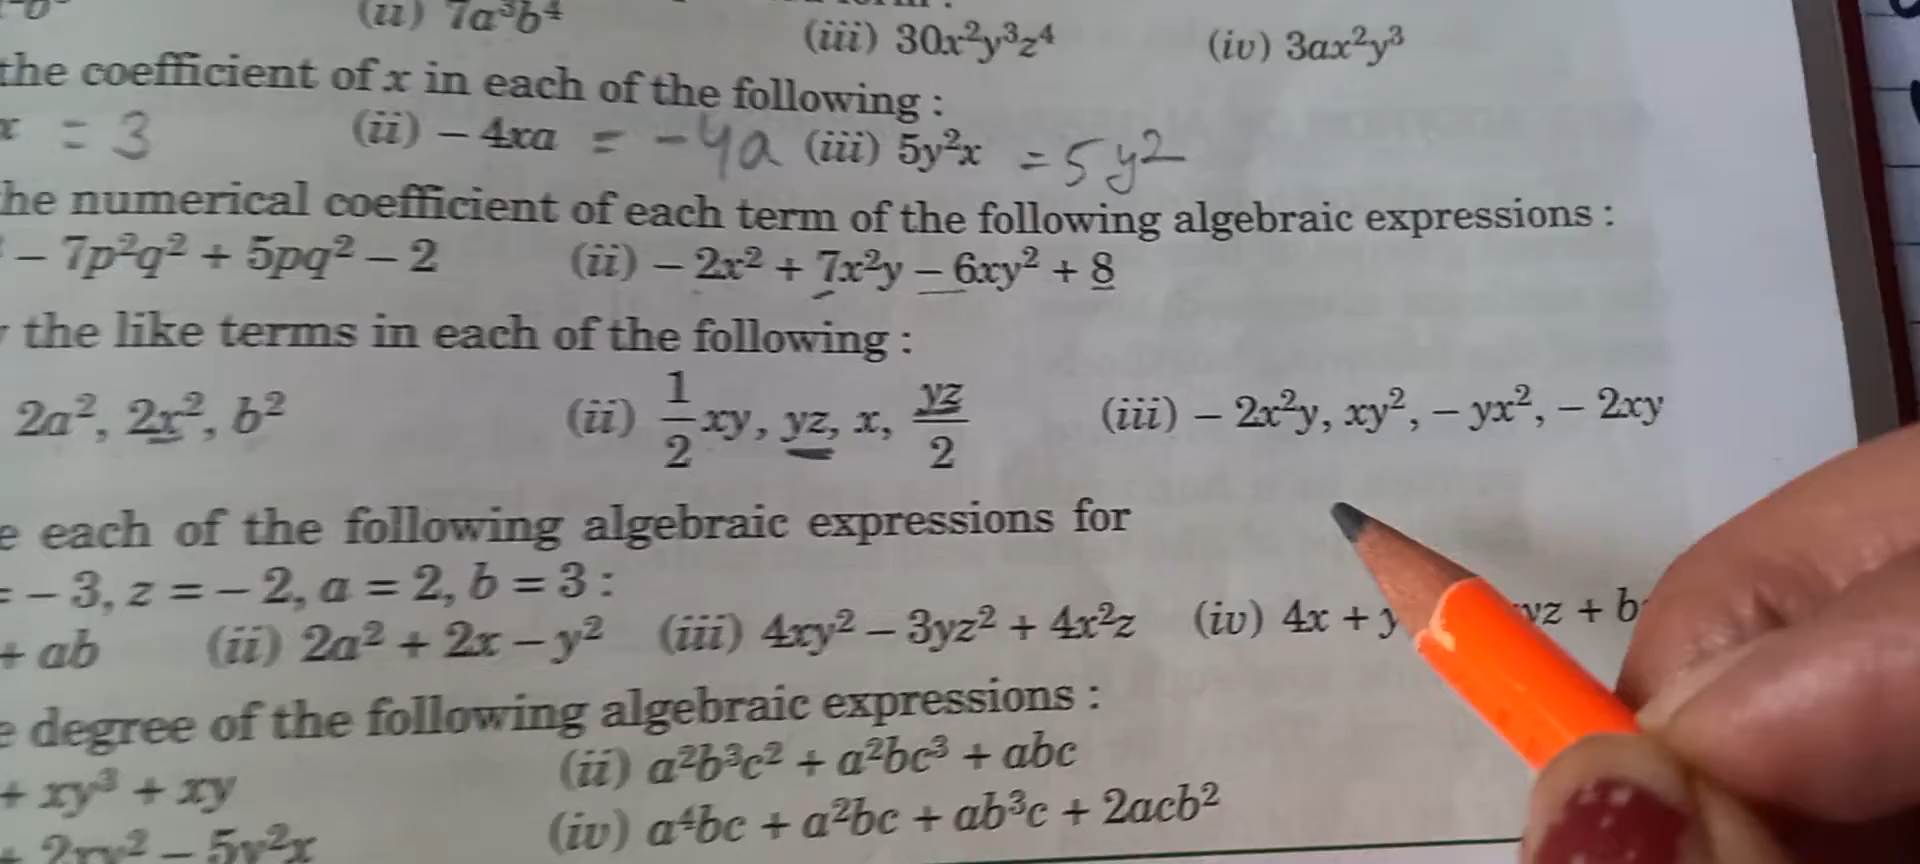 (ii) 7a³b⁴ (iii) 30x²y³z⁴ (iv) 3ax²y³
the coefficient of x in each of the following :
x = 3 (ii) – 4xa = -4a (iii) 5y²x = 5y2
he numerical coefficient of each term of the following algebraic expressions :
– 7p²q² + 5pq² – 2 (ii) – 2x² + 7x²y – 6xy² + 8
the like terms in each of the following :
2a², 2x², b² (ii) 1/2 xy, yz, x, yz/2 (iii) – 2x²y, xy², – yx², – 2xy
e each of the following algebraic expressions for
= – 3, z = – 2, a = 2, b = 3 :
+ ab (ii) 2a² + 2x – y² (iii) 4xy² – 3yz² + 4x²z (iv) 4x + y yz + b
e degree of the following algebraic expressions :
+ xy³ + xy (ii) a²b³c² + a²bc³ + abc
+ 2xy² – 5y²x (iv) a⁴bc + a²bc + ab³c + 2acb²